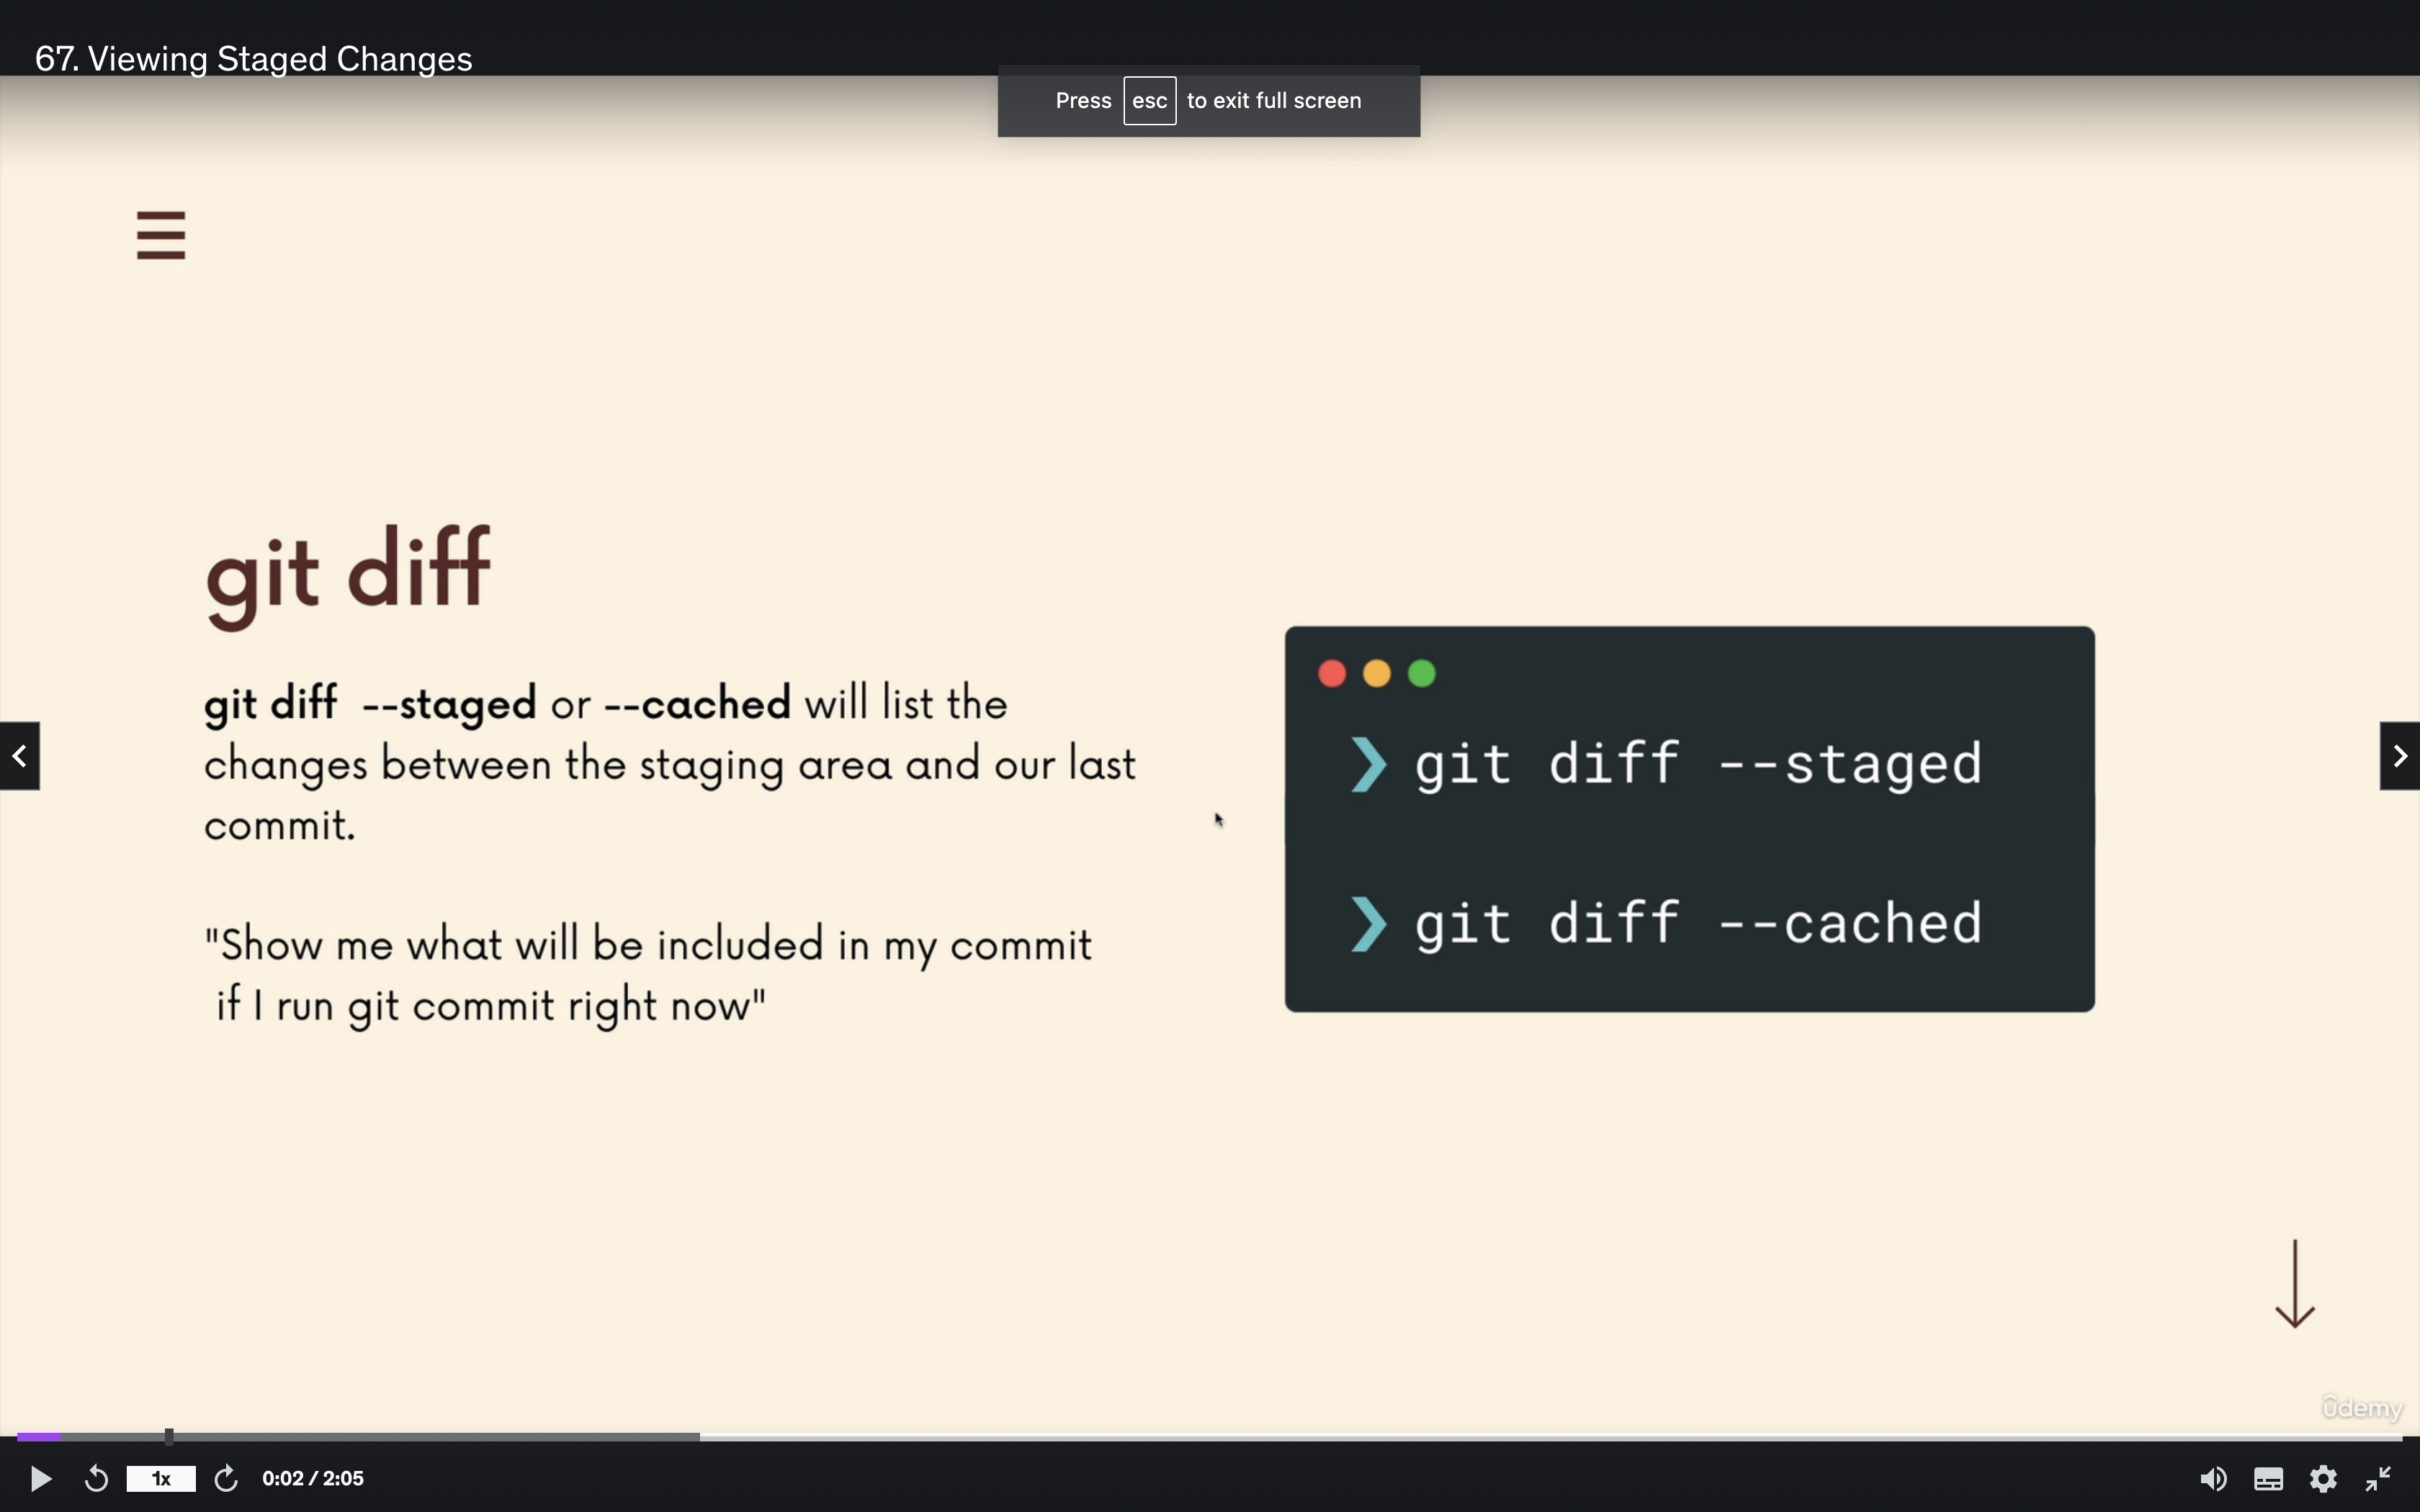 67. Viewing Staged Changes
Press esc to exit full screen
git diff
git diff --staged or --cached will list the
changes between the staging area and our last
commit.
"Show me what will be included in my commit
if I run git commit right now"
❯ git diff --staged
❯ git diff --cached
ûdemy
1x
0:02 / 2:05